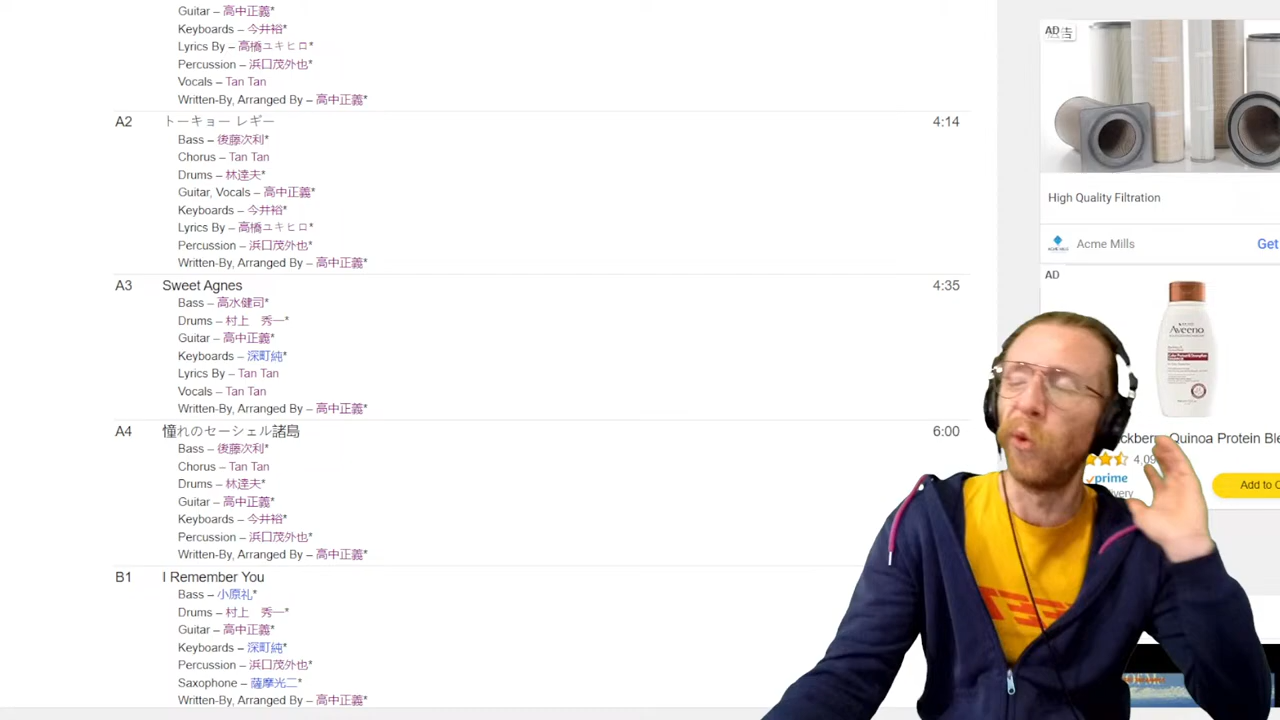 Guitar – 高中正義*
Keyboards – 今井裕*
Lyrics By – 高橋ユキヒロ*
Percussion – 浜口茂外也*
Vocals – Tan Tan
Written-By, Arranged By – 高中正義*
A2 トーキョー レギー 4:14
Bass – 後藤次利*
Chorus – Tan Tan
Drums – 林達夫*
Guitar, Vocals – 高中正義*
Keyboards – 今井裕*
Lyrics By – 高橋ユキヒロ*
Percussion – 浜口茂外也*
Written-By, Arranged By – 高中正義*
A3 Sweet Agnes 4:35
Bass – 高水健司*
Drums – 村上 秀一*
Guitar – 高中正義*
Keyboards – 深町純*
Lyrics By – Tan Tan
Vocals – Tan Tan
Written-By, Arranged By – 高中正義*
A4 憧れのセーシェル諸島 6:00
Bass – 後藤次利*
Chorus – Tan Tan
Drums – 林達夫*
Guitar – 高中正義*
Keyboards – 今井裕*
Percussion – 浜口茂外也*
Written-By, Arranged By – 高中正義*
B1 I Remember You
Bass – 小原礼*
Drums – 村上 秀一*
Guitar – 高中正義*
Keyboards – 深町純*
Percussion – 浜口茂外也*
Saxophone – 薩摩光二*
Written-By, Arranged By – 高中正義*
AD
High Quality Filtration
ACME MILLS
Acme Mills Get
AD
Aveeno
Quinoa Protein Ble
4,09
prime
Add to C